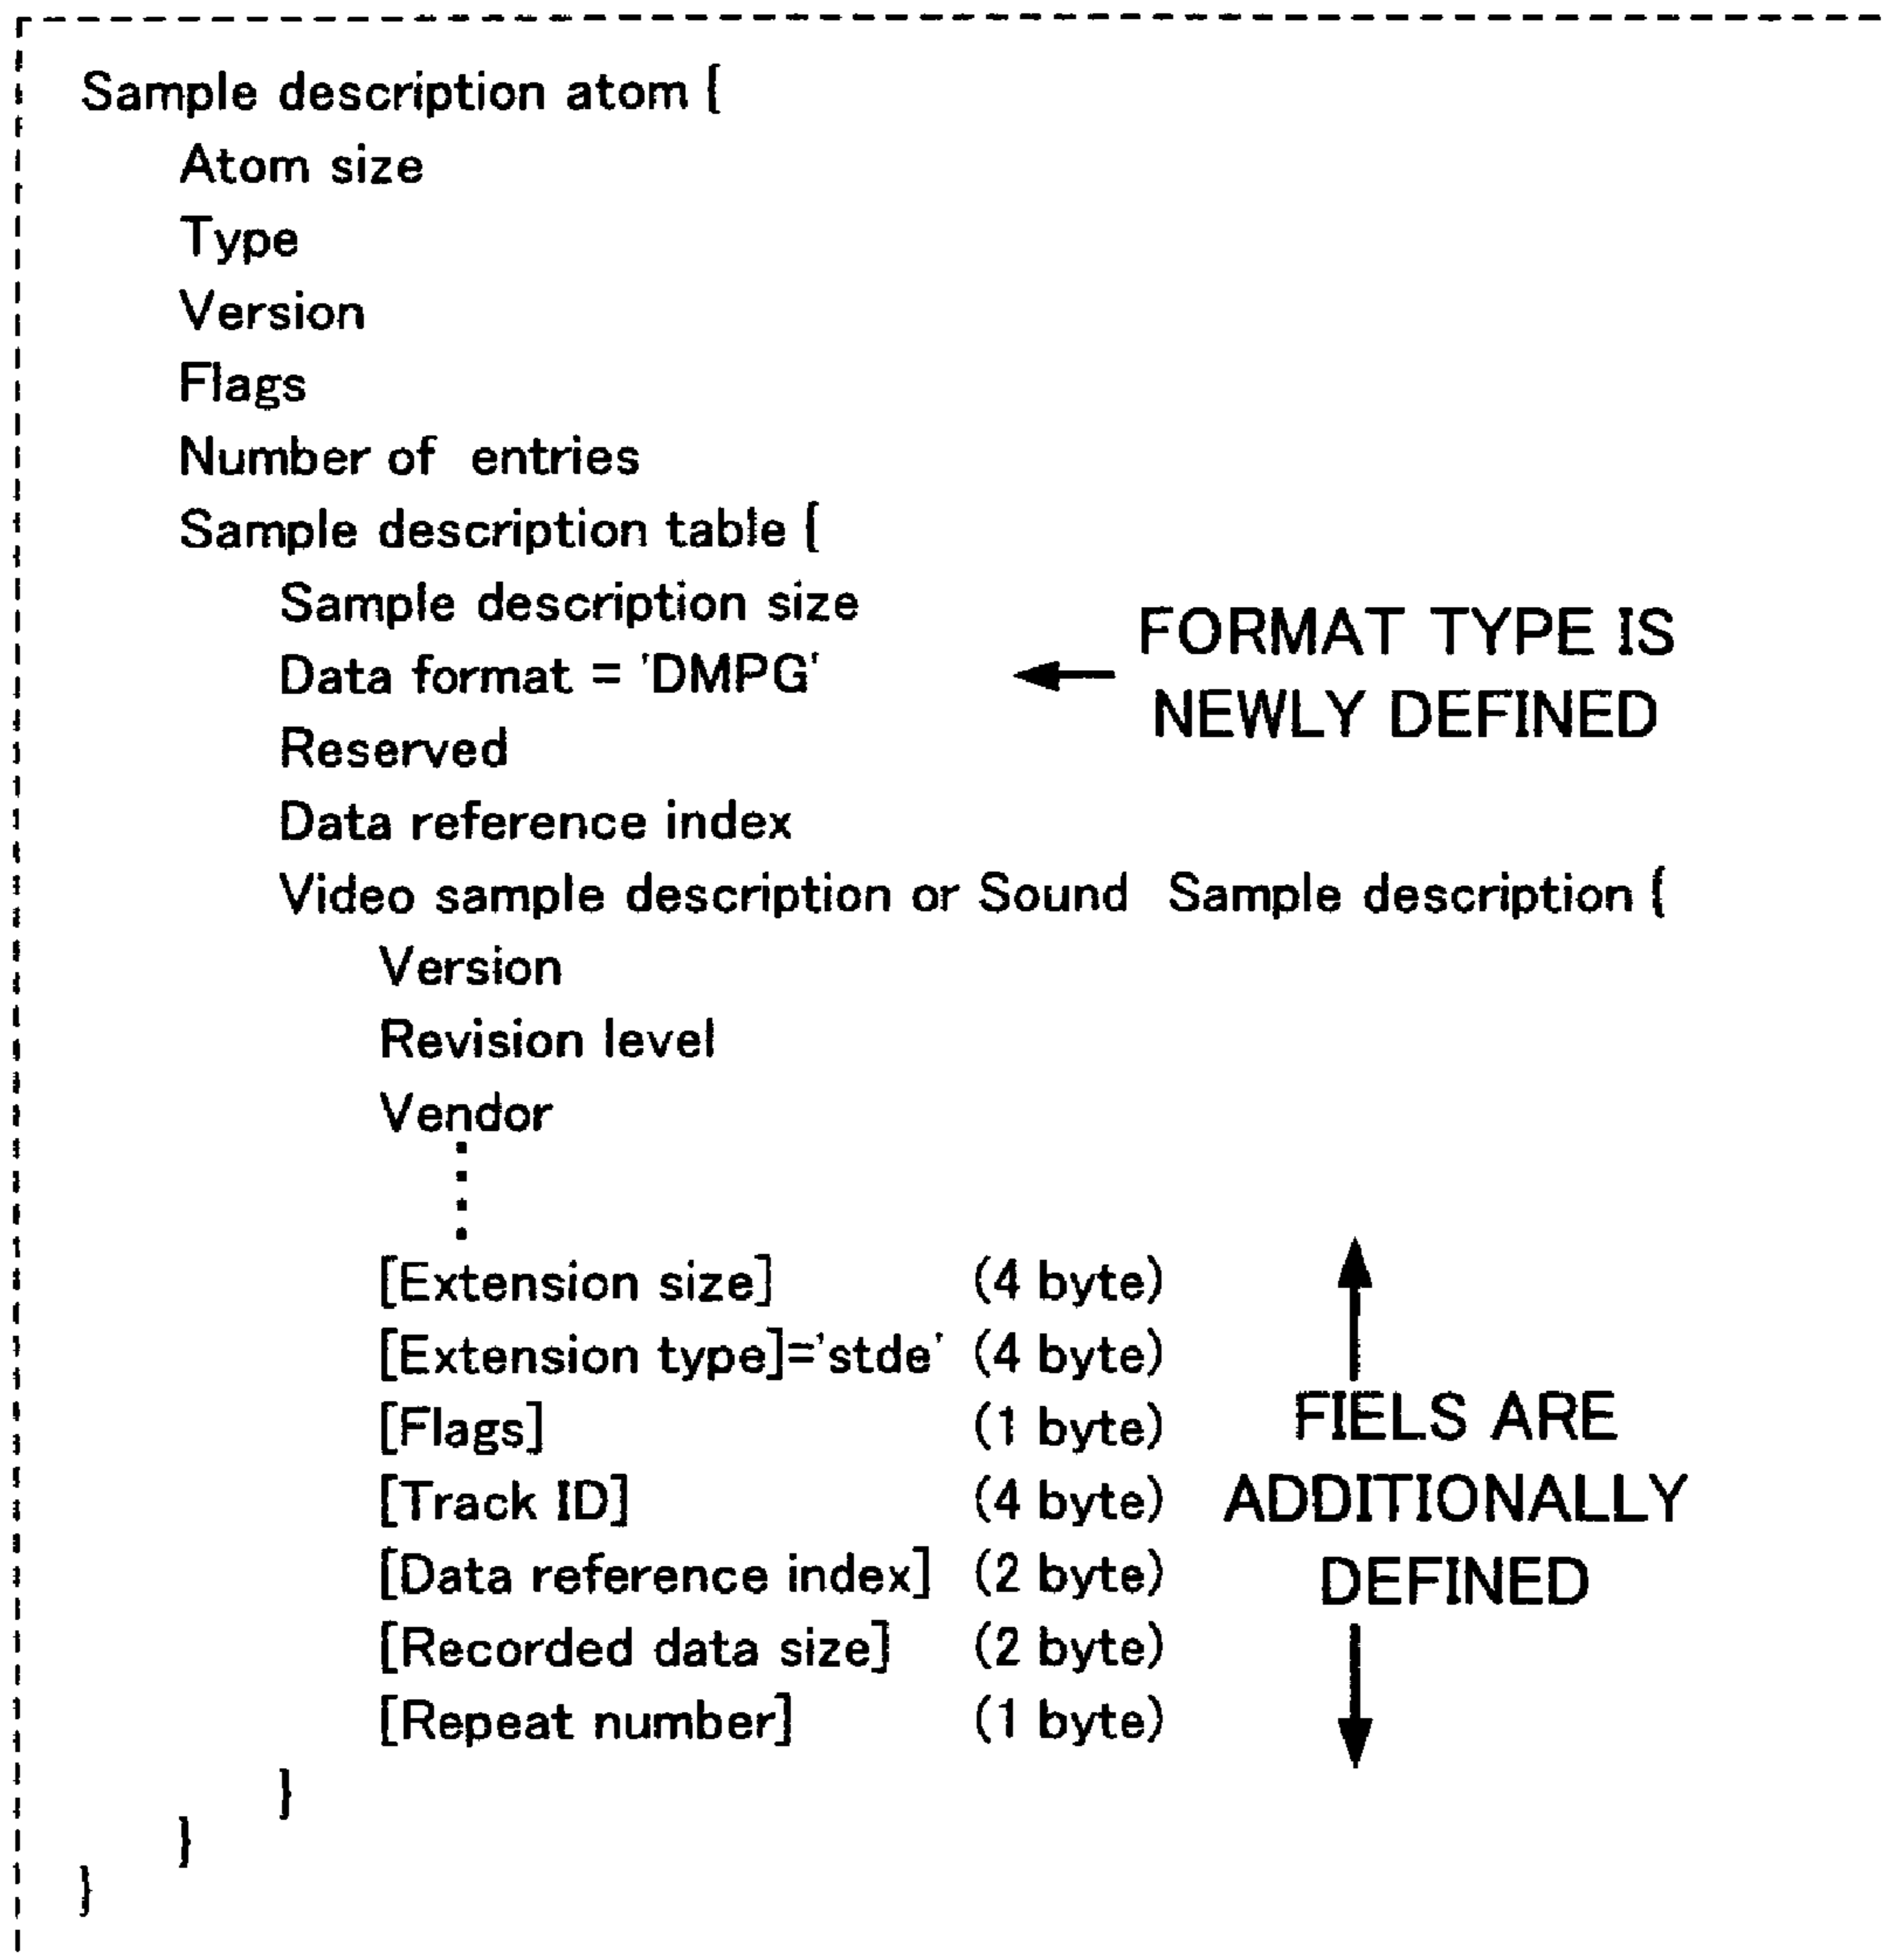 Sample description atom {
Atom size
Type
Version
Flags
Number of entries
Sample description table {
Sample description size
Data format = 'DMPG'
FORMAT TYPE IS
NEWLY DEFINED
Reserved
Data reference index
Video sample description or Sound Sample description {
Version
Revision level
Vendor
[Extension size] (4 byte)
[Extension type]='stde' (4 byte)
[Flags] (1 byte)
[Track ID] (4 byte)
[Data reference index] (2 byte)
[Recorded data size] (2 byte)
[Repeat number] (1 byte)
FIELS ARE
ADDITIONALLY
DEFINED
}
}
}